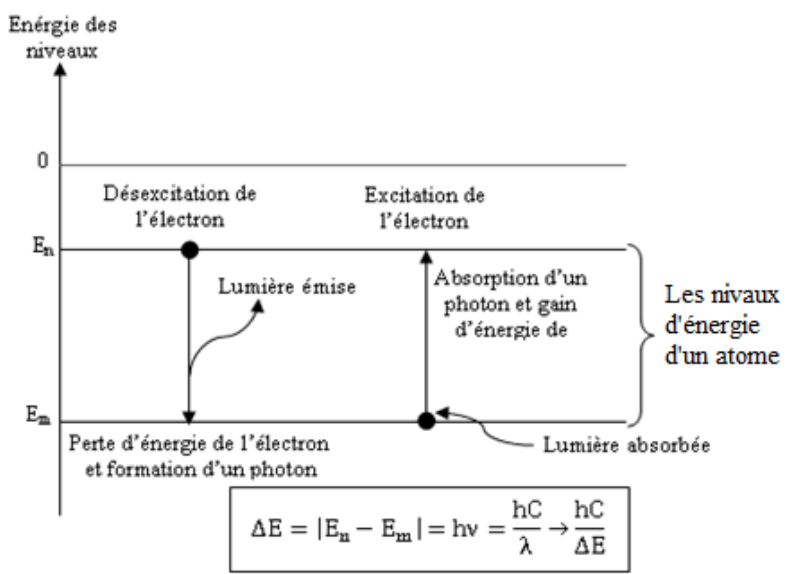 Enérgie des
niveaux
0
Désexcitation de
l'électron
Excitation de
l'électron
En
Lumière émise
Absorption d'un
photon et gain
d'énergie de
Les nivaux
d'énergie
d'un atome
Em
Perte d'énergie de l'électron
et formation d'un photon
Lumière absorbée
ΔE = |En − Em| = hν = hC/λ → hC/ΔE